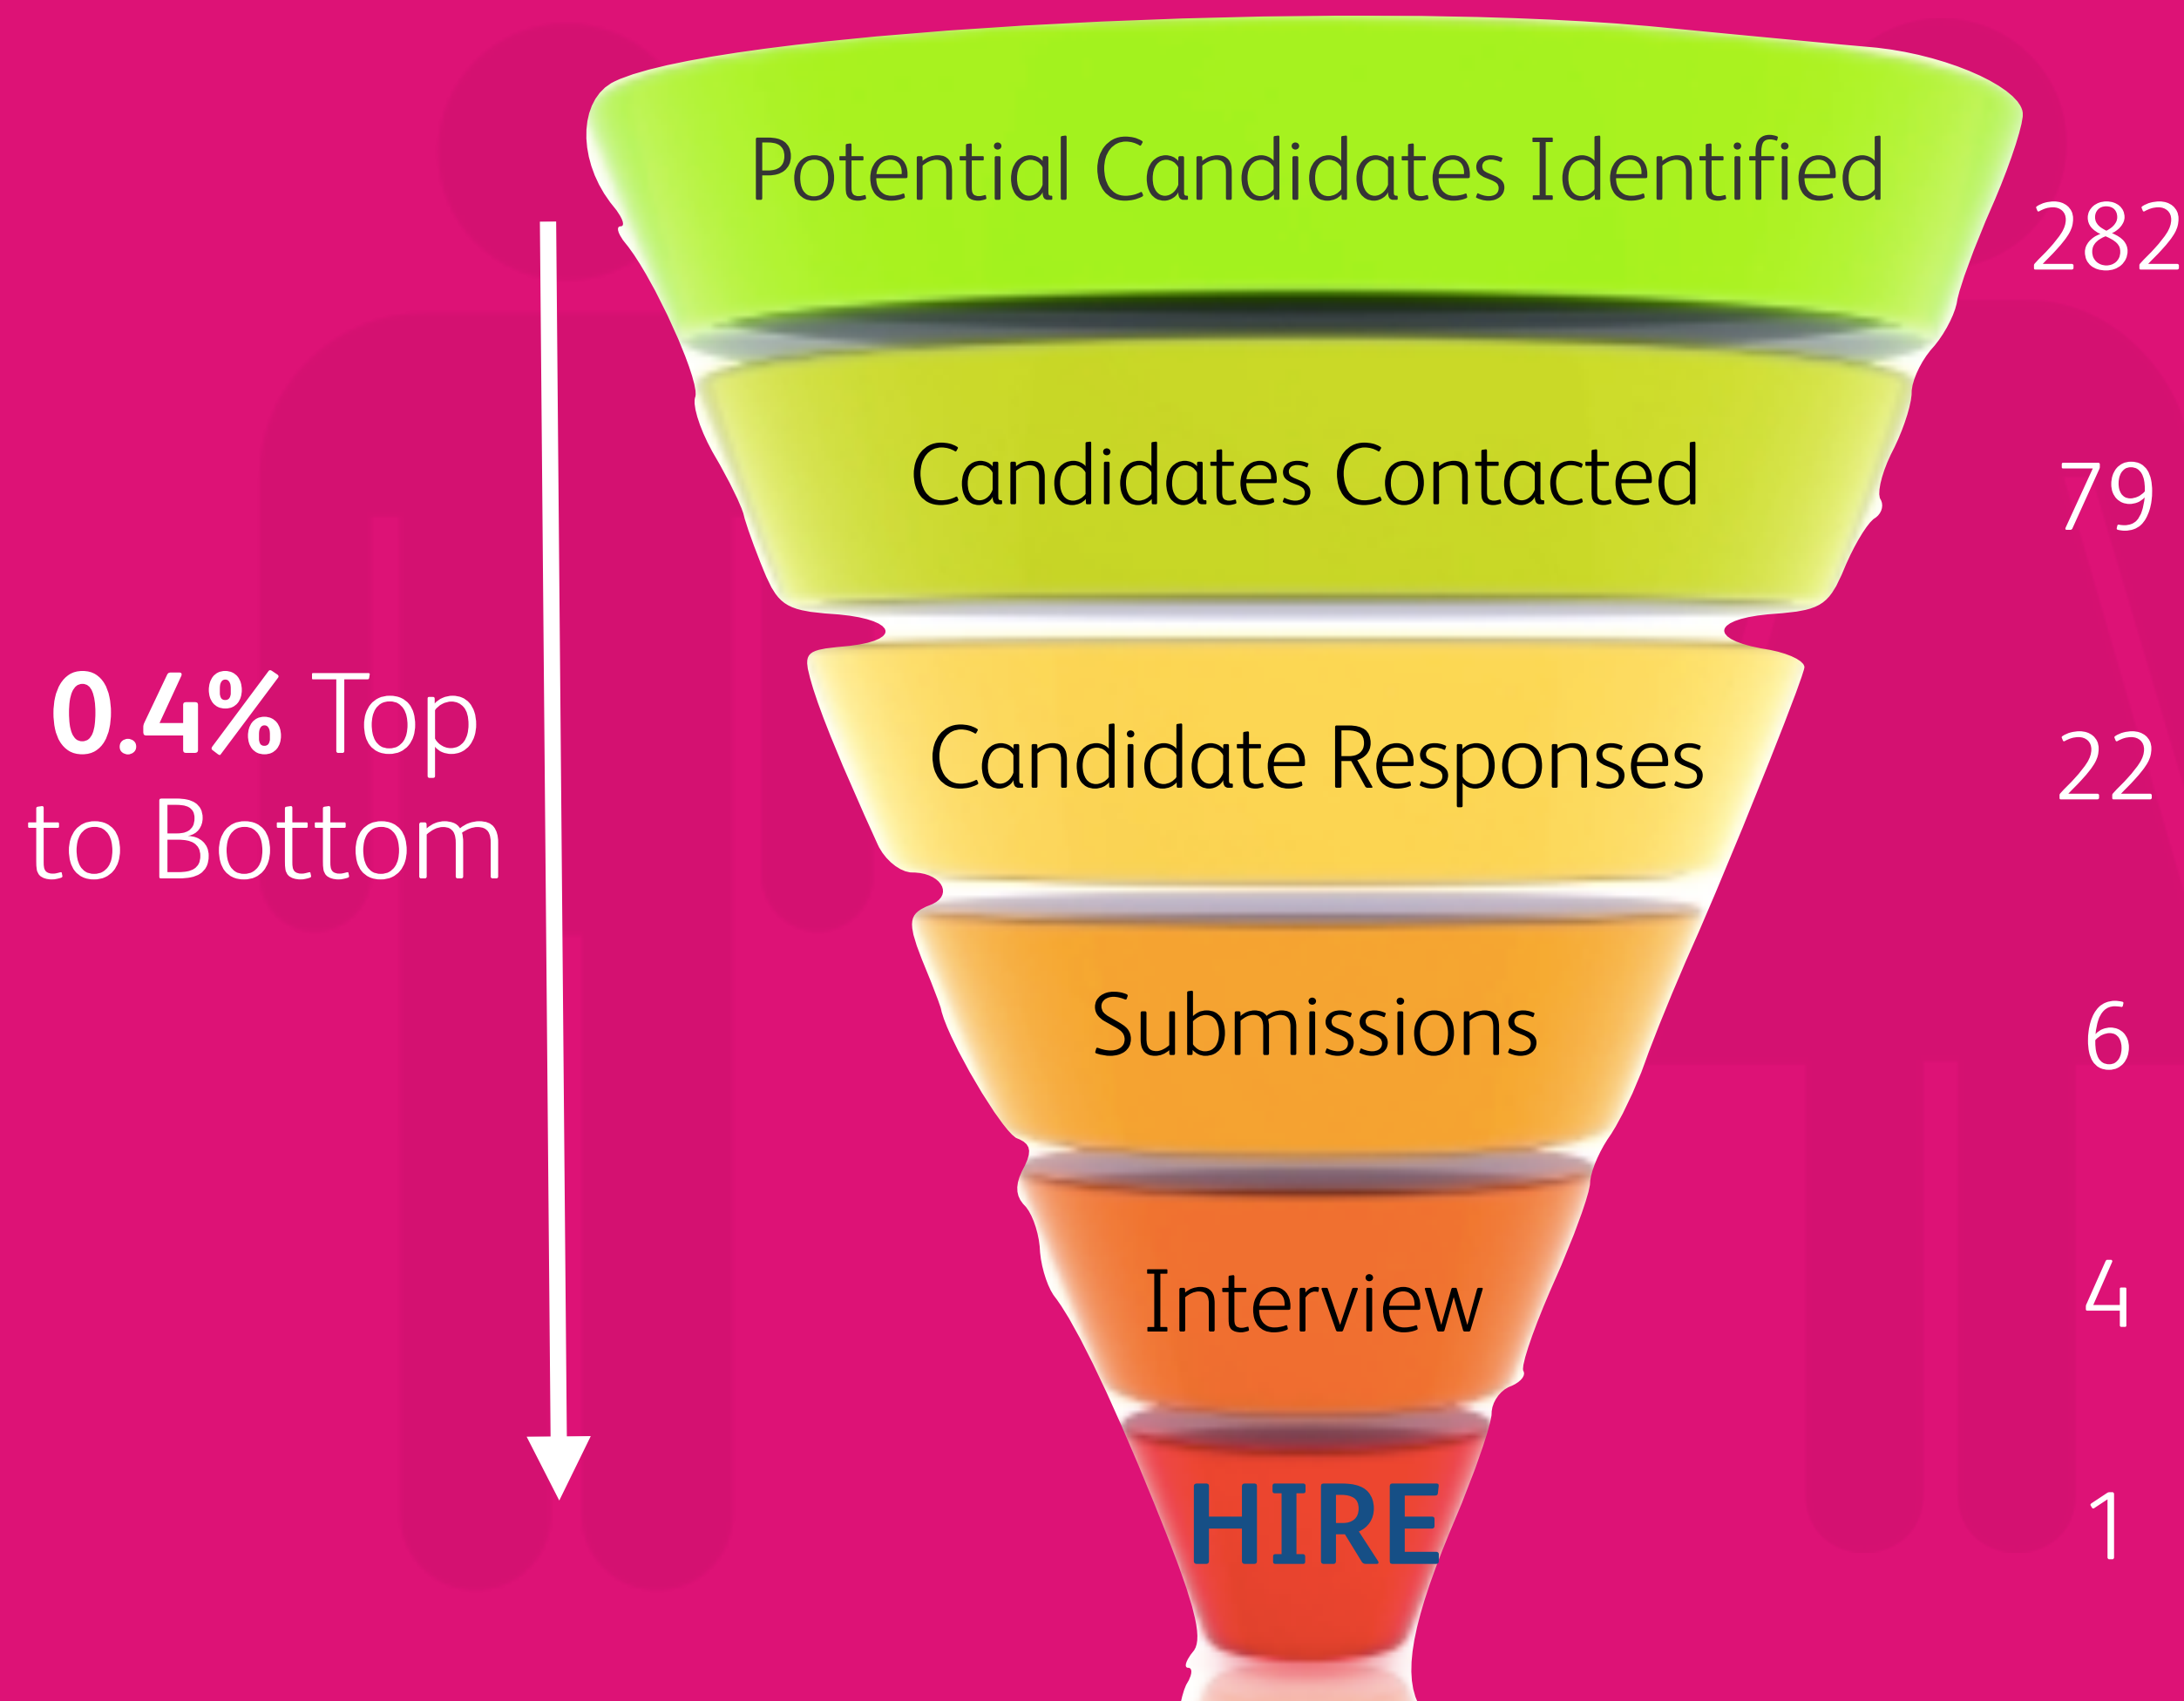 Potential Candidates Identified
282
Candidates Contacted
79
0.4% Top
to Bottom
Candidate Responses
22
Submissions
6
Interview
4
HIRE
1